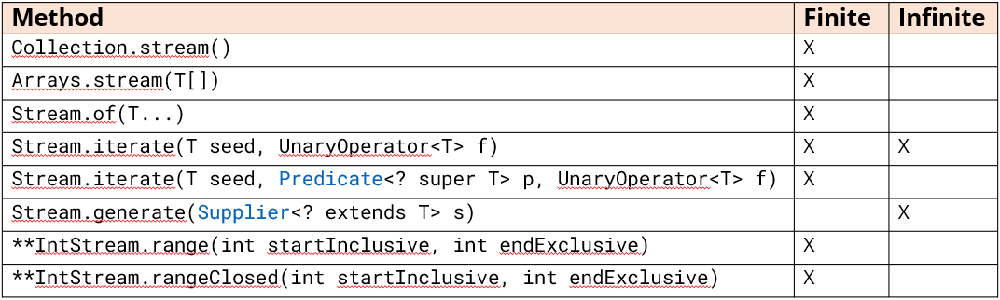 Method Finite Infinite
Collection.stream() X
Arrays.stream(T[]) X
Stream.of(T...) X
Stream.iterate(T seed, UnaryOperator<T> f) X X
Stream.iterate(T seed, Predicate<? super T> p, UnaryOperator<T> f) X
Stream.generate(Supplier<? extends T> s) X
**IntStream.range(int startInclusive, int endExclusive) X
**IntStream.rangeClosed(int startInclusive, int endExclusive) X